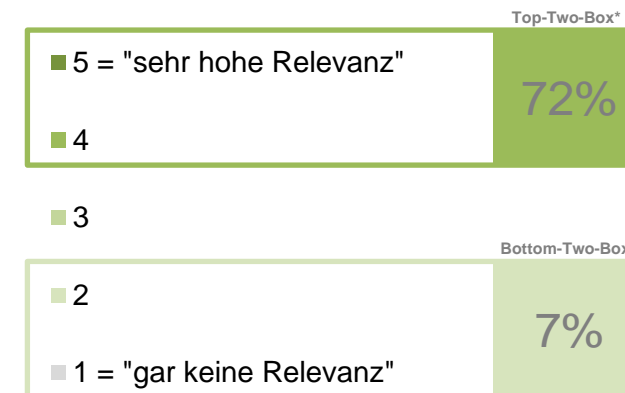 Top-Two-Box*
5 = "sehr hohe Relevanz"
72%
4
3
Bottom-Two-Box
2
7%
1 = "gar keine Relevanz"